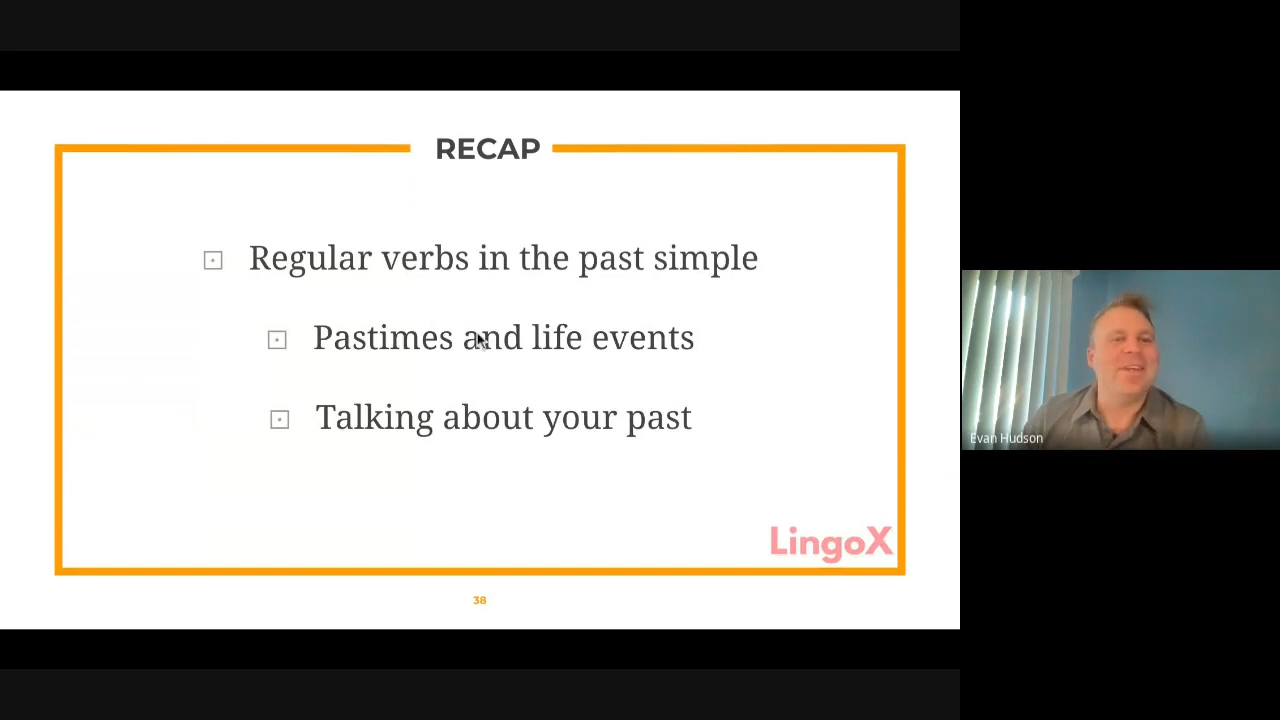 RECAP
Regular verbs in the past simple
Pastimes and life events
Talking about your past
LingoX
38
Evan Hudson